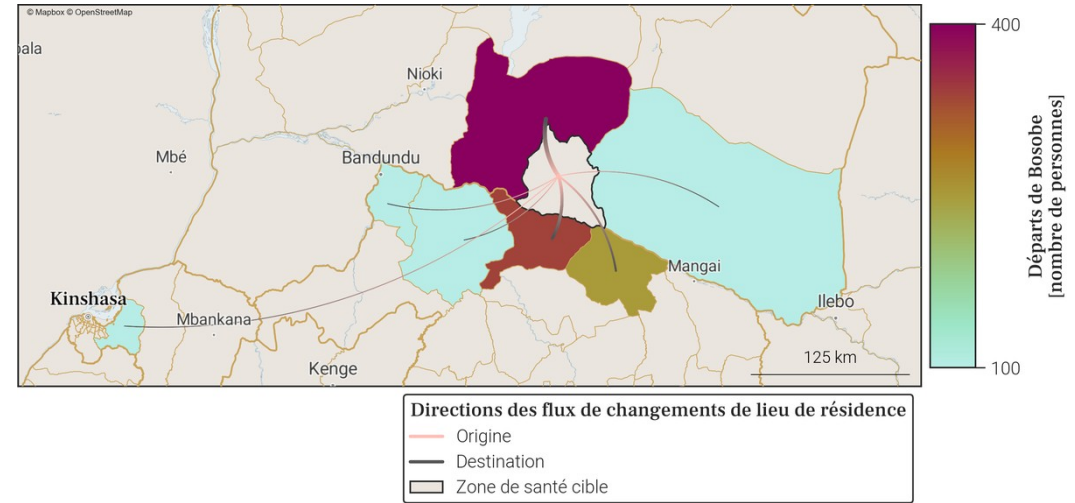 © Mapbox © OpenStreetMap
pala
Nioki
Mbé
Bandundu
Mangai
Kinshasa
Mbankana
Ilebo
Kenge
125 km
400
100
Départs de Bosobe
[nombre de personnes]
Directions des flux de changements de lieu de résidence
Origine
Destination
Zone de santé cible